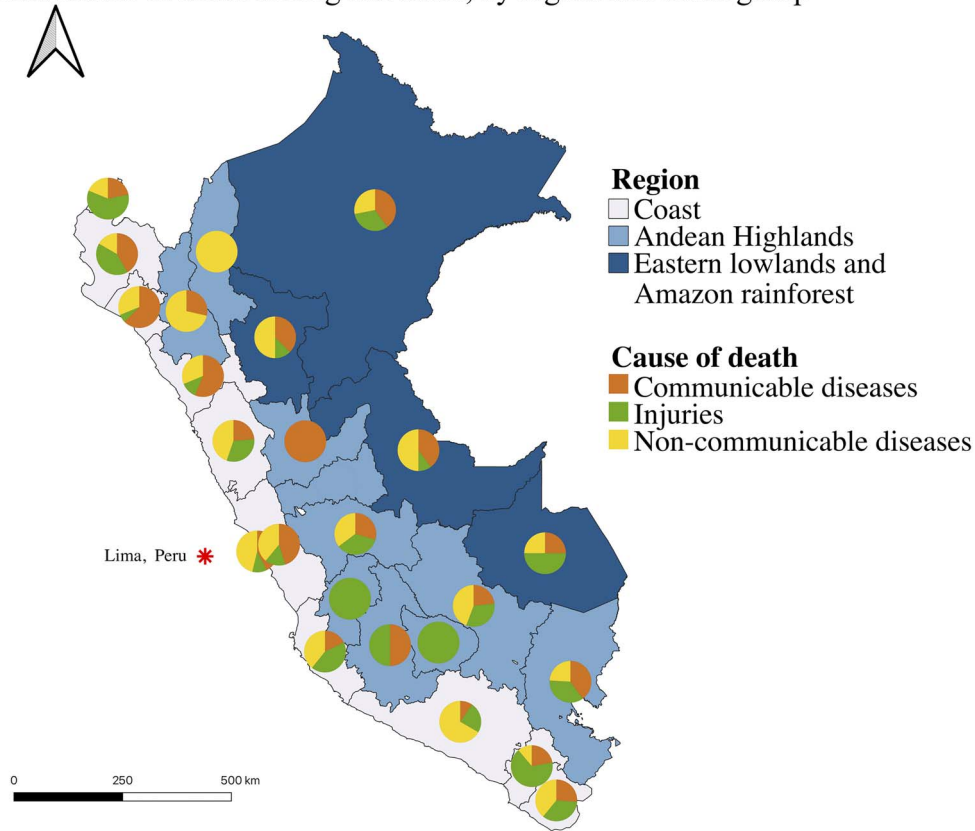 Region
Coast
Andean Highlands
Eastern lowlands and
Amazon rainforest
Cause of death
Communicable diseases
Injuries
Non-communicable diseases
Lima, Peru
0 250 500 km